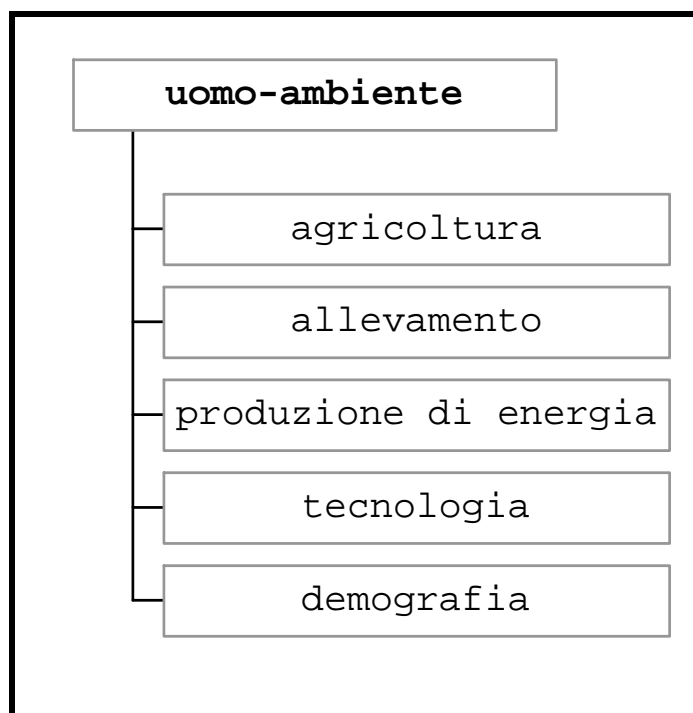 uomo-ambiente
agricoltura
allevamento
produzione di energia
tecnologia
demografia